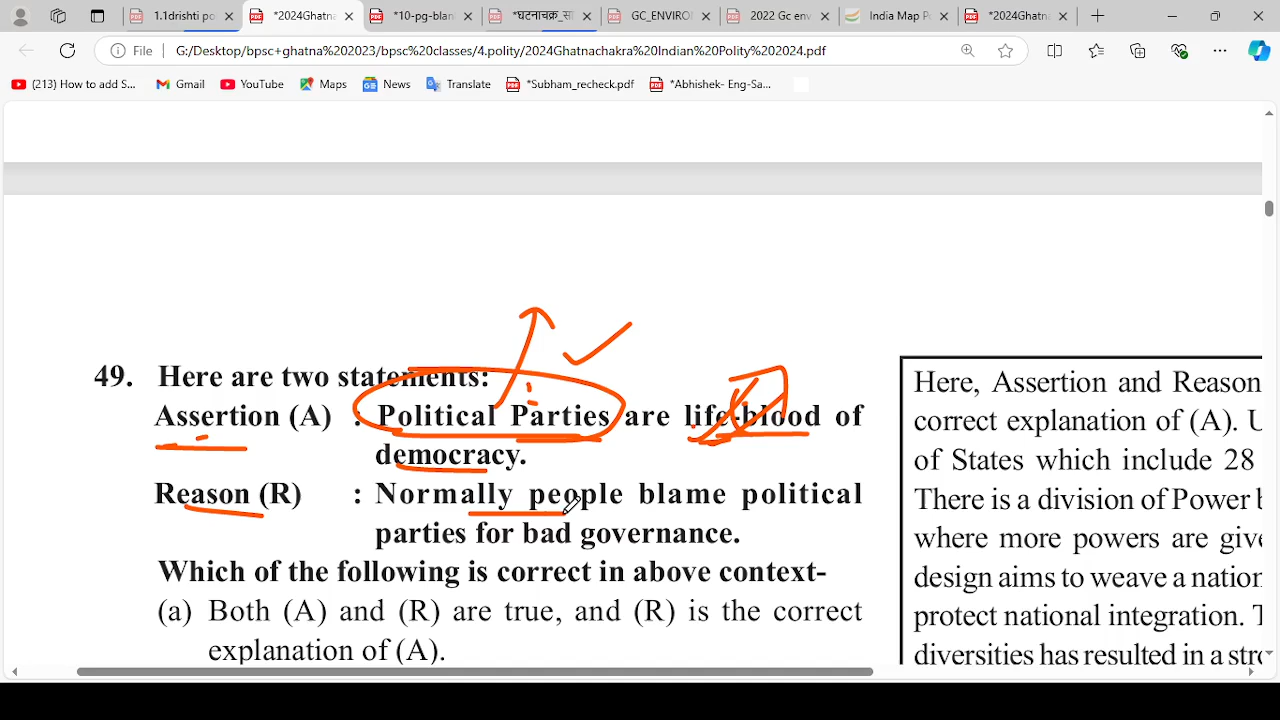 1.1drishti po
*2024Ghatna
*10-pg-blan
*घटनाचक्र_सा
GC_ENVIRO
2022 Gc env
India Map P
*2024Ghatna
File
G:/Desktop/bpsc+ghatna%202023/bpsc%20classes/4.polity/2024Ghatnachakra%20Indian%20Polity%202024.pdf
(213) How to add S...
Gmail
YouTube
Maps
News
Translate
*Subham_recheck.pdf
*Abhishek- Eng-Sa...
49. Here are two statements:
Assertion (A) : Political Parties are life-blood of
democracy.
Reason (R) : Normally people blame political
parties for bad governance.
Which of the following is correct in above context-
(a) Both (A) and (R) are true, and (R) is the correct
explanation of (A).
Here, Assertion and Reason
correct explanation of (A). U
of States which include 28
There is a division of Power b
where more powers are give
design aims to weave a nation
protect national integration. T
diversities has resulted in a stro